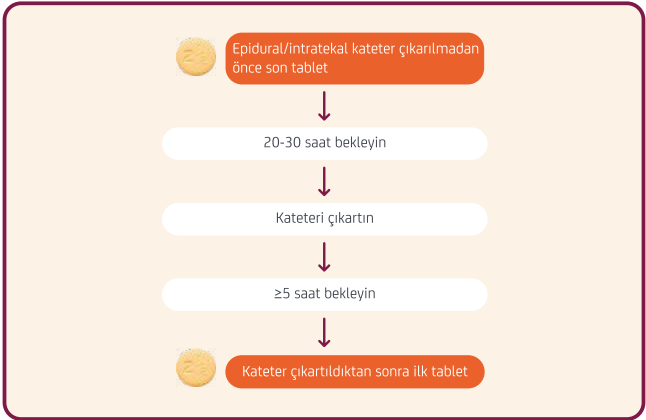 Epidural/intratekal kateter çıkarılmadan
önce son tablet
20-30 saat bekleyin
Kateteri çıkartın
≥5 saat bekleyin
Kateter çıkartıldıktan sonra ilk tablet